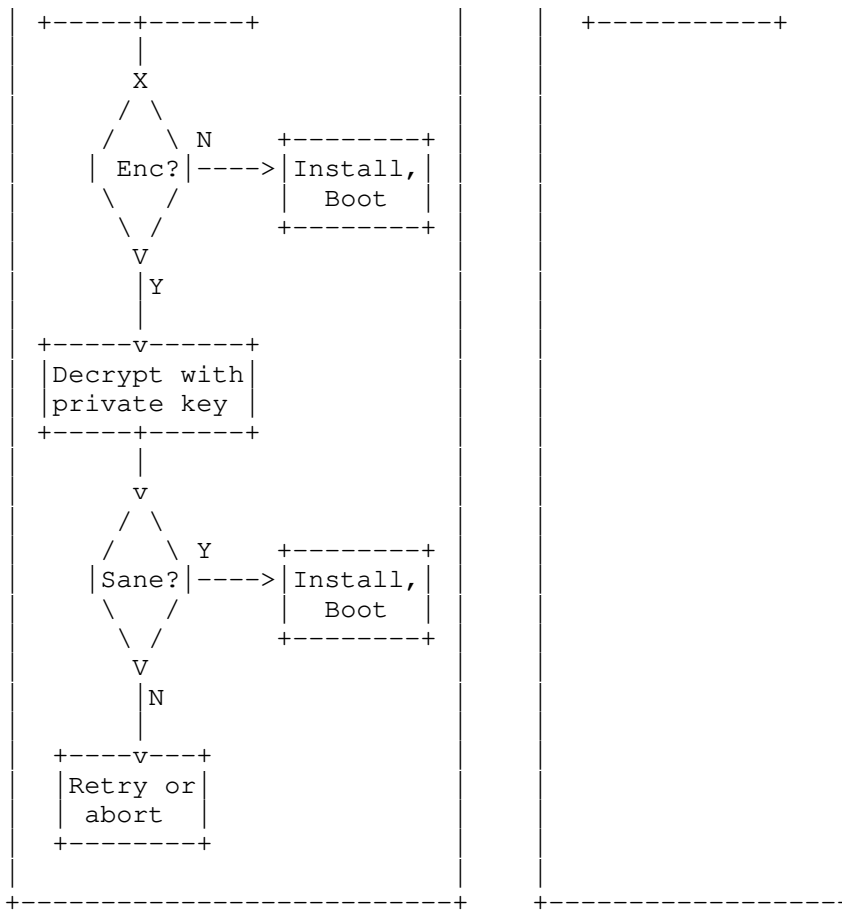 N
Enc?
Install,
Boot
Y
Decrypt with
private key
Y
Sane?
Install,
Boot
N
Retry or
abort